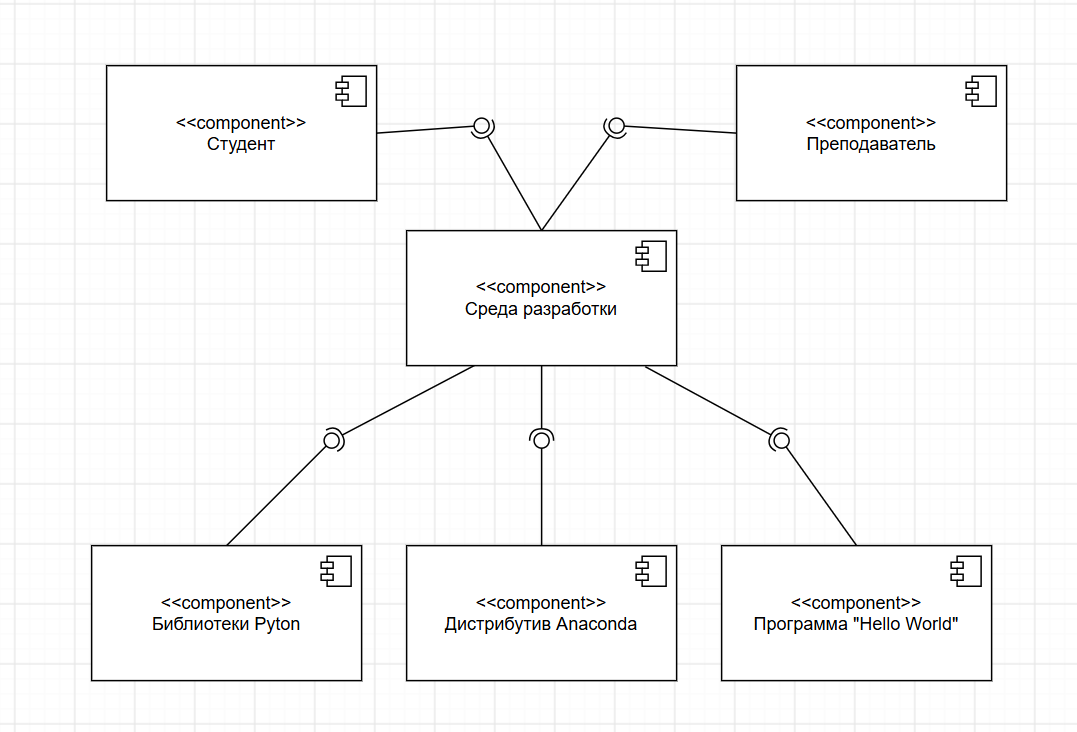 <<component>>
Студент
<<component>>
Преподаватель
<<component>>
Среда разработки
<<component>>
Библиотеки Pyton
<<component>>
Дистрибутив Anaconda
<<component>>
Программа "Hello World"